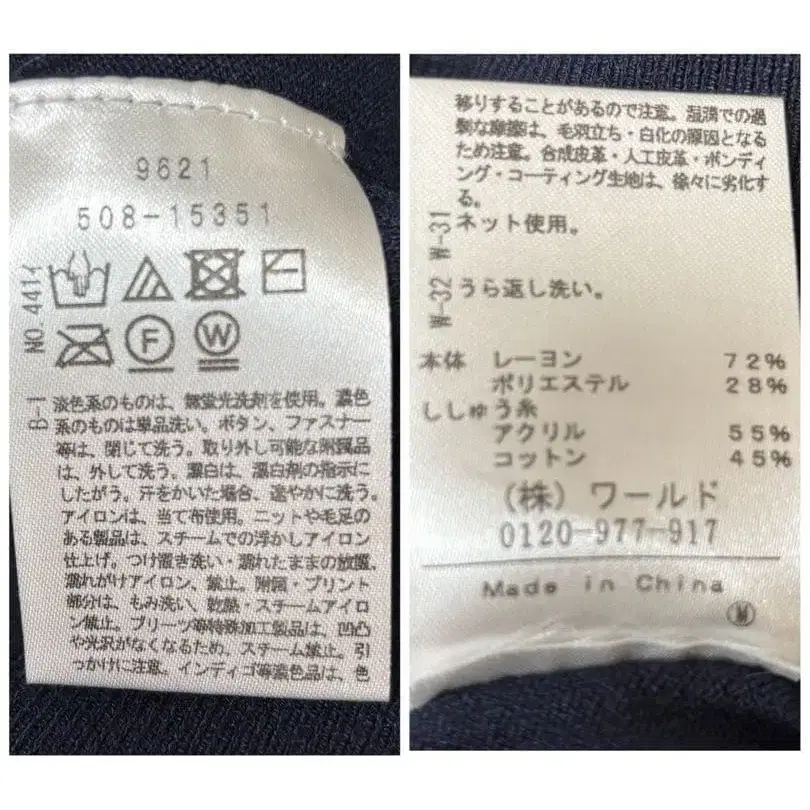 9621
508-15351
NO.4414
F
W
B-1
淡色系のものは、無蛍光洗剤を使用。濃色
系のものは単品洗い。ボタン、ファスナー
等は、閉じて洗う。取り外し可能な附属品
は、外して洗う。漂白は、漂白剤の指示に
したがう。汗をかいた場合、速やかに洗う。
アイロンは、当て布使用。ニットや毛足の
ある製品は、スチームでの浮かしアイロン
仕上げ。つけ置き洗い・濡れたままの放置、
濡れがけアイロン、禁止。附図・プリント
部分は、もみ洗い、乾燥・スチームアイロ
ン禁止。プリーツ等特殊加工製品は、凹凸
や光沢がなくなるため、スチーム禁止。引
っかけに注意。インディゴ等濃色品は、色
移りすることがあるので注意。湿潤での過
剰な摩擦は、毛羽立ち・白化の原因となる
ため注意。合成皮革・人工皮革・ボンディ
ング・コーティング生地は、徐々に劣化す
る。
W-31 ネット使用。
W-32 うら返し洗い。
本体 レーヨン 72%
ポリエステル 28%
ししゅう糸
アクリル 55%
コットン 45%
(株) ワールド
0120-977-917
Made in China
M